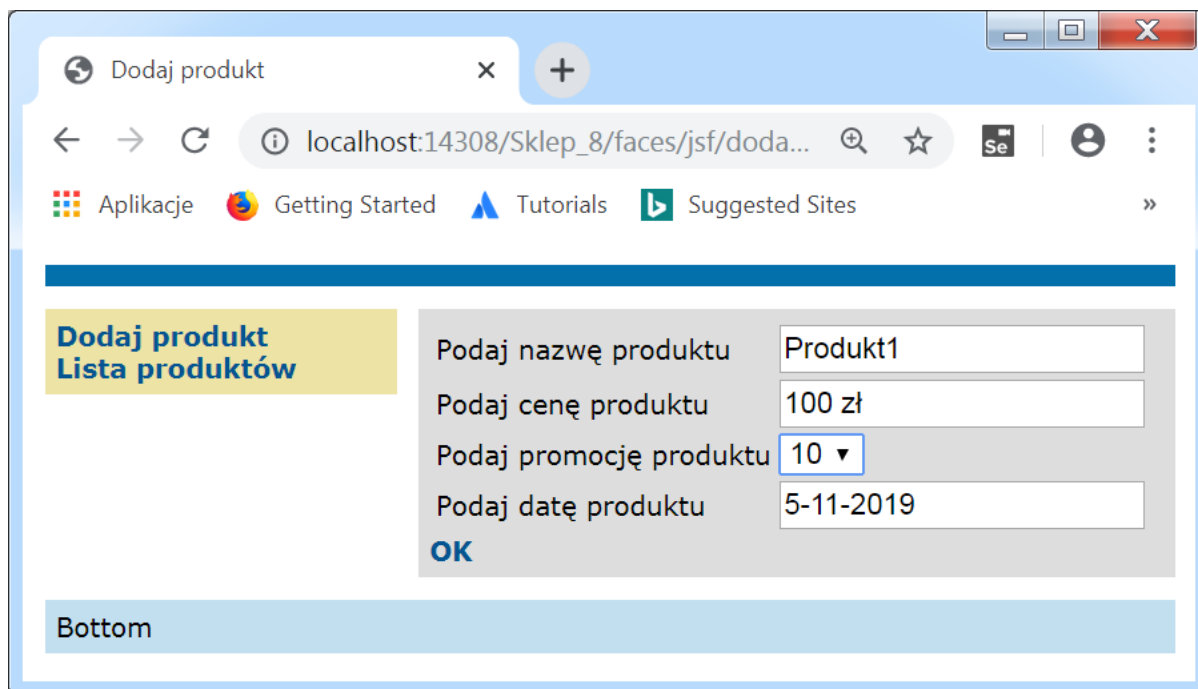 Dodaj produkt
localhost:14308/Sklep_8/faces/jsf/doda...
Se
Aplikacje Getting Started Tutorials Suggested Sites »
Dodaj produkt
Lista produktów
Podaj nazwę produktu Produkt1
Podaj cenę produktu 100 zł
Podaj promocję produktu 10
Podaj datę produktu 5-11-2019
OK
Bottom